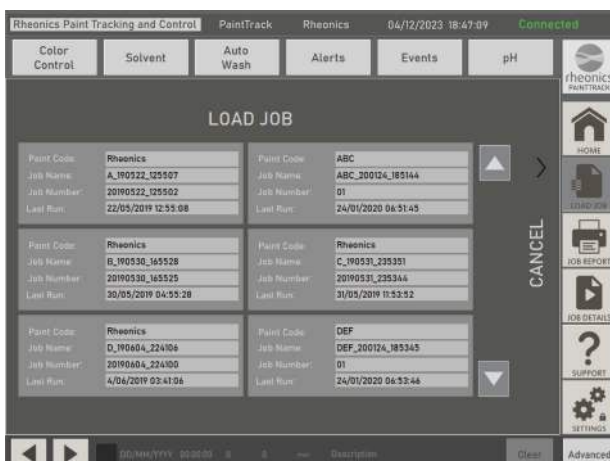 Rheonics Paint Tracking and Control PaintTrack Rheonics 04/12/2023 18:47:09 Connected
Color Control
Solvent
Auto Wash
Alerts
Events
pH
rheonics
PAINTTRACK
LOAD JOB
Paint Code: Rheonics
Job Name: A_190522_125507
Job Number: 20190522_125502
Last Run: 22/05/2019 12:55:08
Paint Code: ABC
Job Name: ABC_200124_185144
Job Number: 01
Last Run: 24/01/2020 06:51:45
Paint Code: Rheonics
Job Name: B_190530_165528
Job Number: 20190530_165525
Last Run: 30/05/2019 04:55:28
Paint Code: Rheonics
Job Name: C_190531_235351
Job Number: 20190531_235344
Last Run: 31/05/2019 11:53:52
Paint Code: Rheonics
Job Name: D_190604_224106
Job Number: 20190604_224100
Last Run: 4/06/2019 03:41:06
Paint Code: DEF
Job Name: DEF_200124_185345
Job Number: 01
Last Run: 24/01/2020 06:53:46
CANCEL
HOME
LOAD JOB
JOB REPORT
JOB DETAILS
SUPPORT
SETTINGS
DD/MM/YYYY 00:00:00 0 0 Description
Clear
Advanced